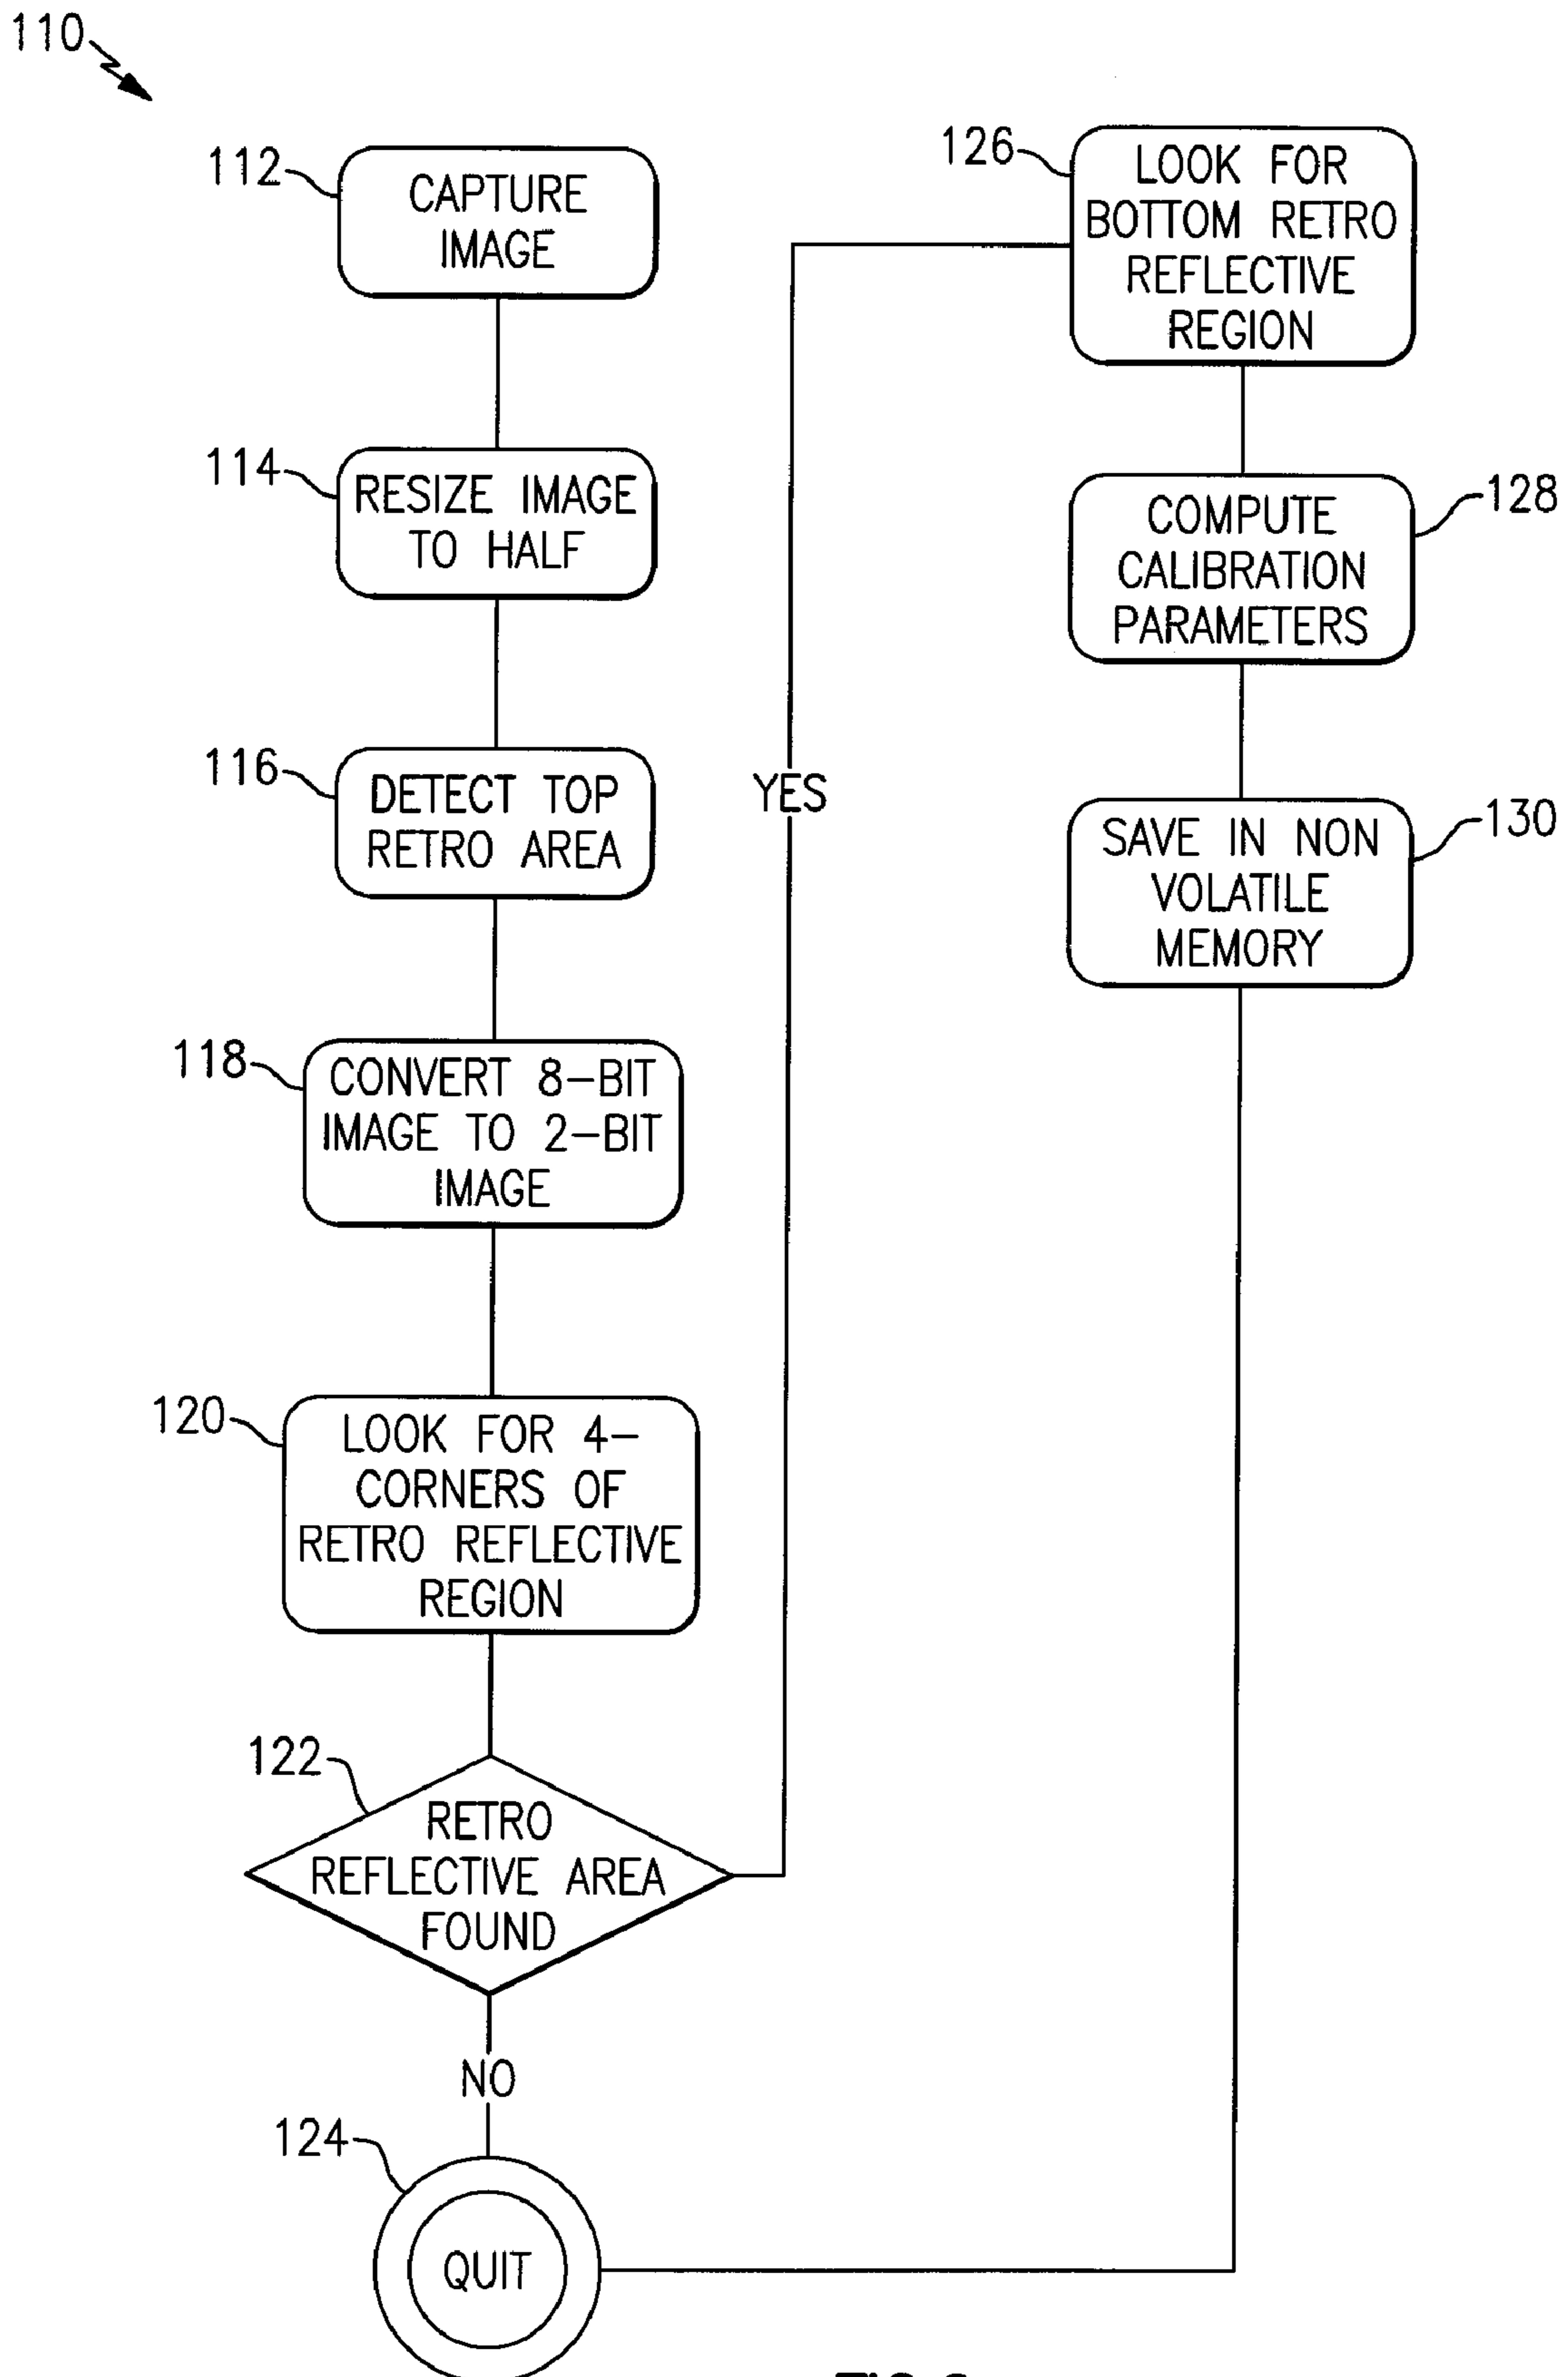 110
112
CAPTURE
IMAGE
114
RESIZE IMAGE
TO HALF
116
DETECT TOP
RETRO AREA
118
CONVERT 8-BIT
IMAGE TO 2-BIT
IMAGE
120
LOOK FOR 4-
CORNERS OF
RETRO REFLECTIVE
REGION
122
RETRO
REFLECTIVE AREA
FOUND
NO
124
QUIT
YES
126
LOOK FOR
BOTTOM RETRO
REFLECTIVE
REGION
128
COMPUTE
CALIBRATION
PARAMETERS
130
SAVE IN NON
VOLATILE
MEMORY